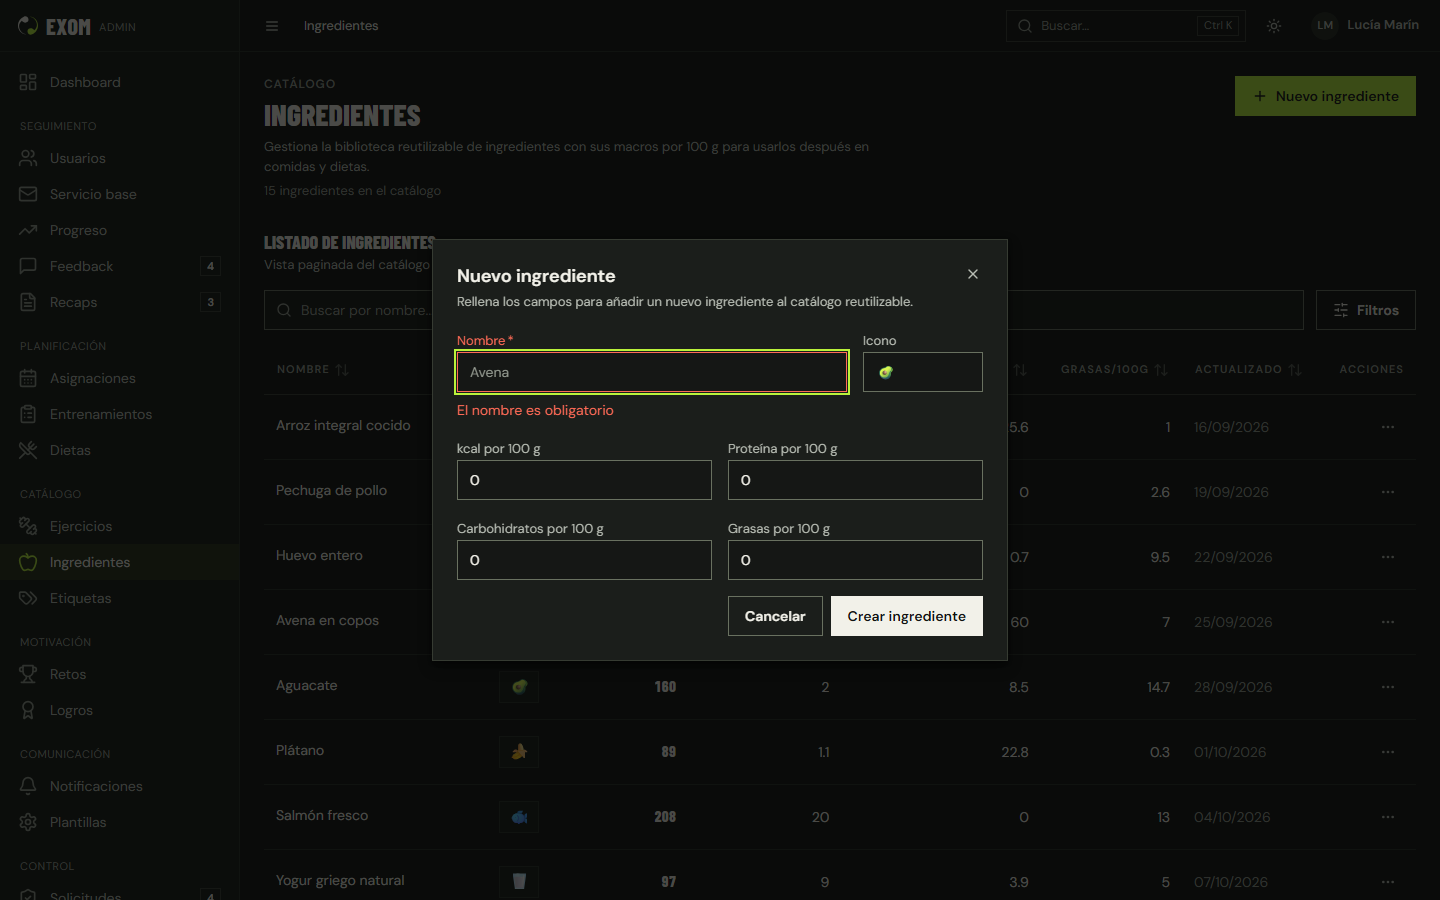 EXOM ADMIN
Ingredientes
Buscar...
Ctrl K
LM
Lucía Marín
Dashboard
SEGUIMIENTO
Usuarios
Servicio base
Progreso
Feedback 4
Recaps 3
PLANIFICACIÓN
Asignaciones
Entrenamientos
Dietas
CATÁLOGO
Ejercicios
Ingredientes
Etiquetas
MOTIVACIÓN
Retos
Logros
COMUNICACIÓN
Notificaciones
Plantillas
CONTROL
Solicitudes 4
CATÁLOGO
INGREDIENTES
Gestiona la biblioteca reutilizable de ingredientes con sus macros por 100 g para usarlos después en
comidas y dietas.
15 ingredientes en el catálogo
Nuevo ingrediente
LISTADO DE INGREDIENTES
Vista paginada del catálogo
Buscar por nombre...
Filtros
NOMBRE GRASAS/100G ACTUALIZADO ACCIONES
Arroz integral cocido 5.6 1 16/09/2026
Pechuga de pollo 0 2.6 19/09/2026
Huevo entero 0.7 9.5 22/09/2026
Avena en copos 60 7 25/09/2026
Aguacate 160 2 8.5 14.7 28/09/2026
Plátano 89 1.1 22.8 0.3 01/10/2026
Salmón fresco 208 20 0 13 04/10/2026
Yogur griego natural 97 9 3.9 5 07/10/2026
Nuevo ingrediente
Rellena los campos para añadir un nuevo ingrediente al catálogo reutilizable.
Nombre *
Icono
Avena
El nombre es obligatorio
kcal por 100 g
Proteína por 100 g
0
0
Carbohidratos por 100 g
Grasas por 100 g
0
0
Cancelar
Crear ingrediente